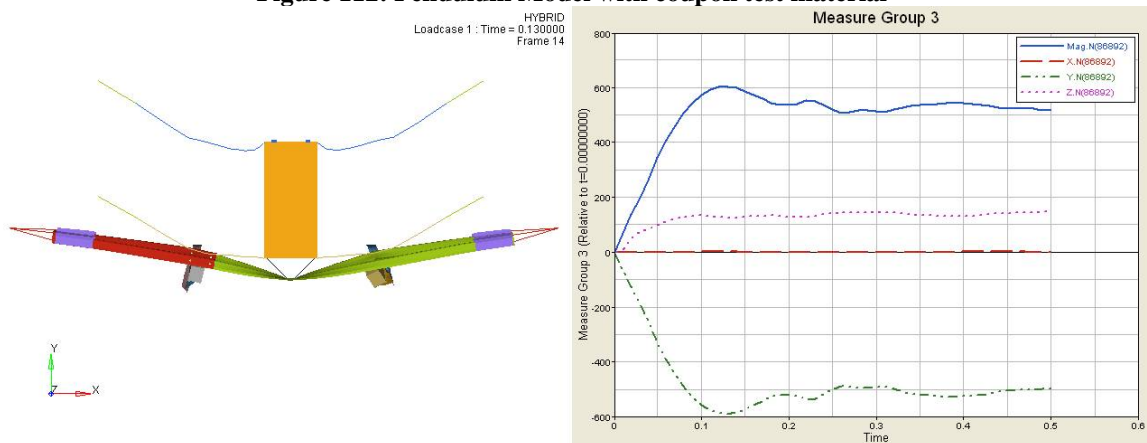 Figure 112: Pendulum Model with coupon test material
HYBRID
Loadcase 1 : Time = 0.130000
Frame 14
Y
Z
X
Measure Group 3
Mag.N(86892)
X.N(86892)
Y.N(86892)
Z.N(86892)
Measure Group 3 (Relative to t=0.00000000)
800
600
400
200
0
-200
-400
-600
0
0.1
0.2
0.3
0.4
0.5
0.6
Time